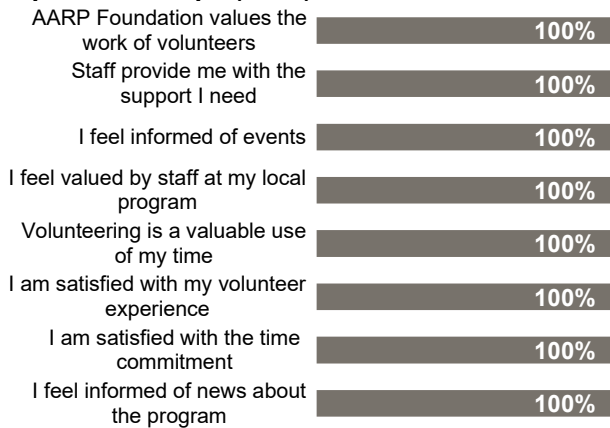 AARP Foundation values the
work of volunteers
100%
Staff provide me with the
support I need
100%
I feel informed of events
100%
I feel valued by staff at my local
program
100%
Volunteering is a valuable use
of my time
100%
I am satisfied with my volunteer
experience
100%
I am satisfied with the time
commitment
100%
I feel informed of news about
the program
100%